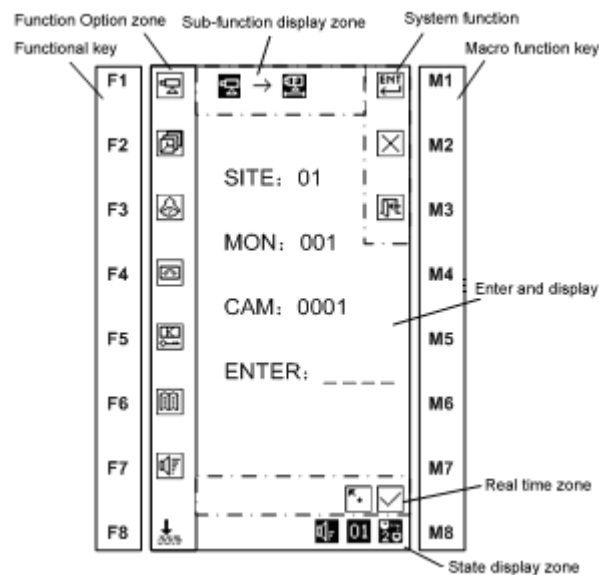 Function Option zone
Sub-function display zone
System function
Functional key
Macro function key
F1
ENT
M1
F2
M2
SITE: 01
F3
M3
MON: 001
F4
M4
Enter and display
CAM: 0001
F5
K
M5
ENTER: _ _ _ _
F6
M6
F7
M7
Real time zone
F8
01
2
M8
State display zone